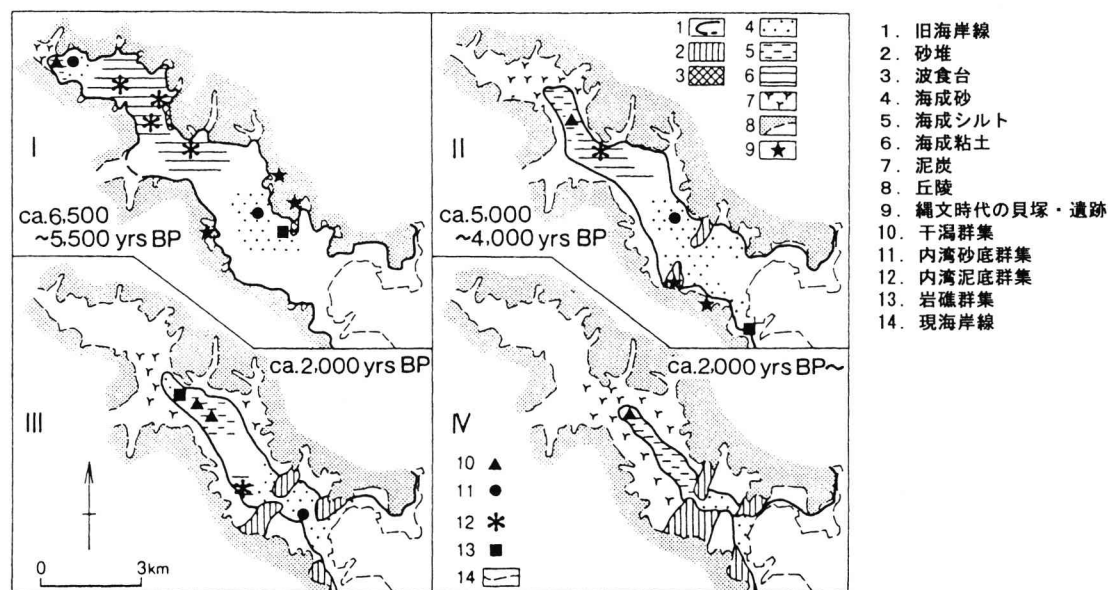 I
ca.6,500
~5,500 yrs BP
II
ca.5,000
~4,000 yrs BP
1
2
3
4
5
6
7
8
9
III
ca.2,000 yrs BP
0 3km
IV
ca.2,000 yrs BP~
10
11
12
13
14
1. 旧海岸線
2. 砂堆
3. 波食台
4. 海成砂
5. 海成シルト
6. 海成粘土
7. 泥炭
8. 丘陵
9. 縄文時代の貝塚・遺跡
10. 干潟群集
11. 内湾砂底群集
12. 内湾泥底群集
13. 岩礁群集
14. 現海岸線